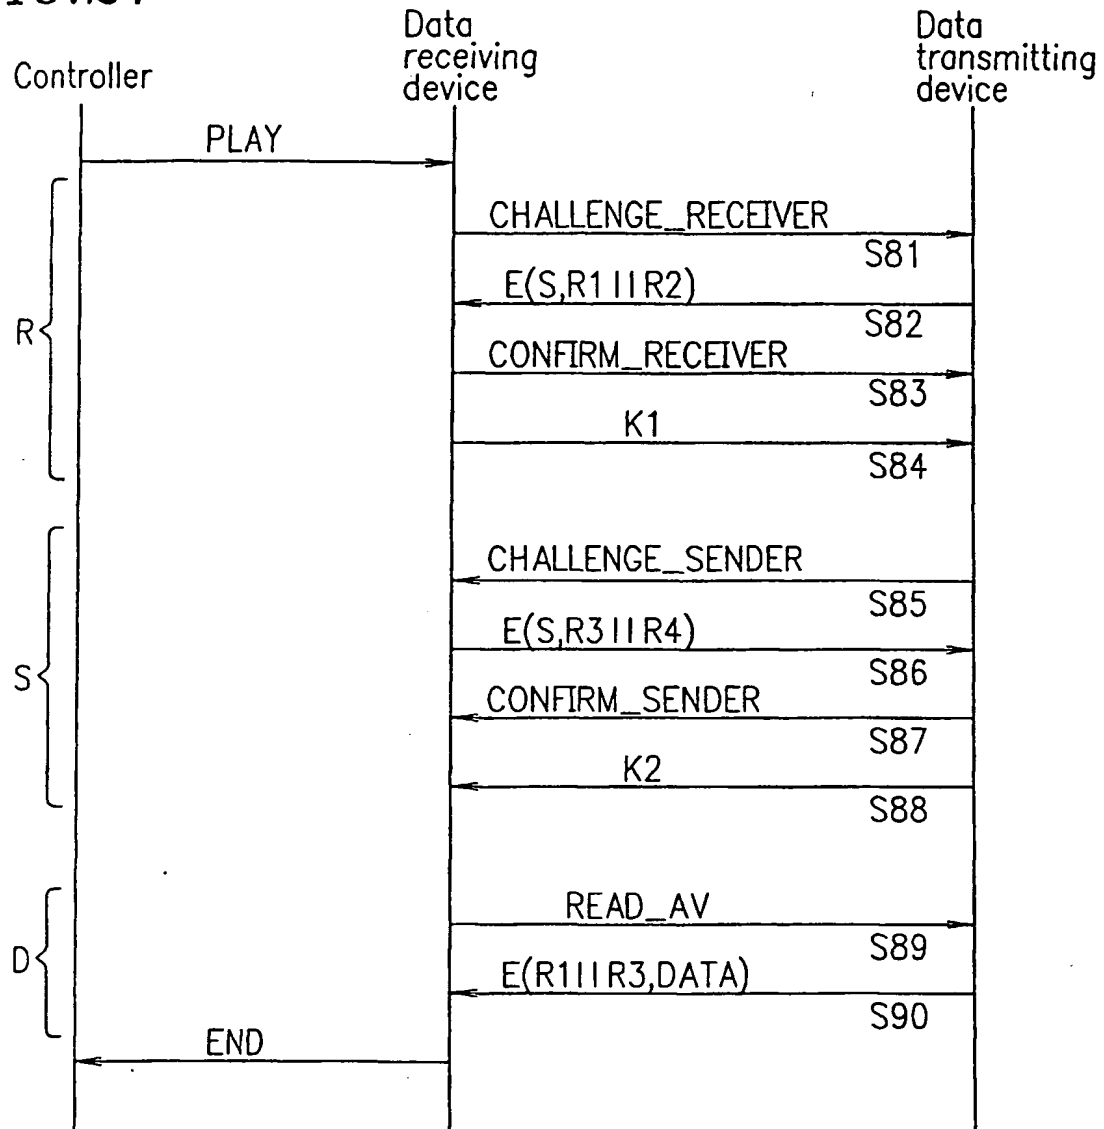 Controller
Data
receiving
device
Data
transmitting
device
PLAY
R
CHALLENGE_RECEIVER
S81
E(S,R1||R2)
S82
CONFIRM_RECEIVER
S83
K1
S84
S
CHALLENGE_SENDER
S85
E(S,R3||R4)
S86
CONFIRM_SENDER
S87
K2
S88
D
READ_AV
S89
E(R1||R3,DATA)
S90
END